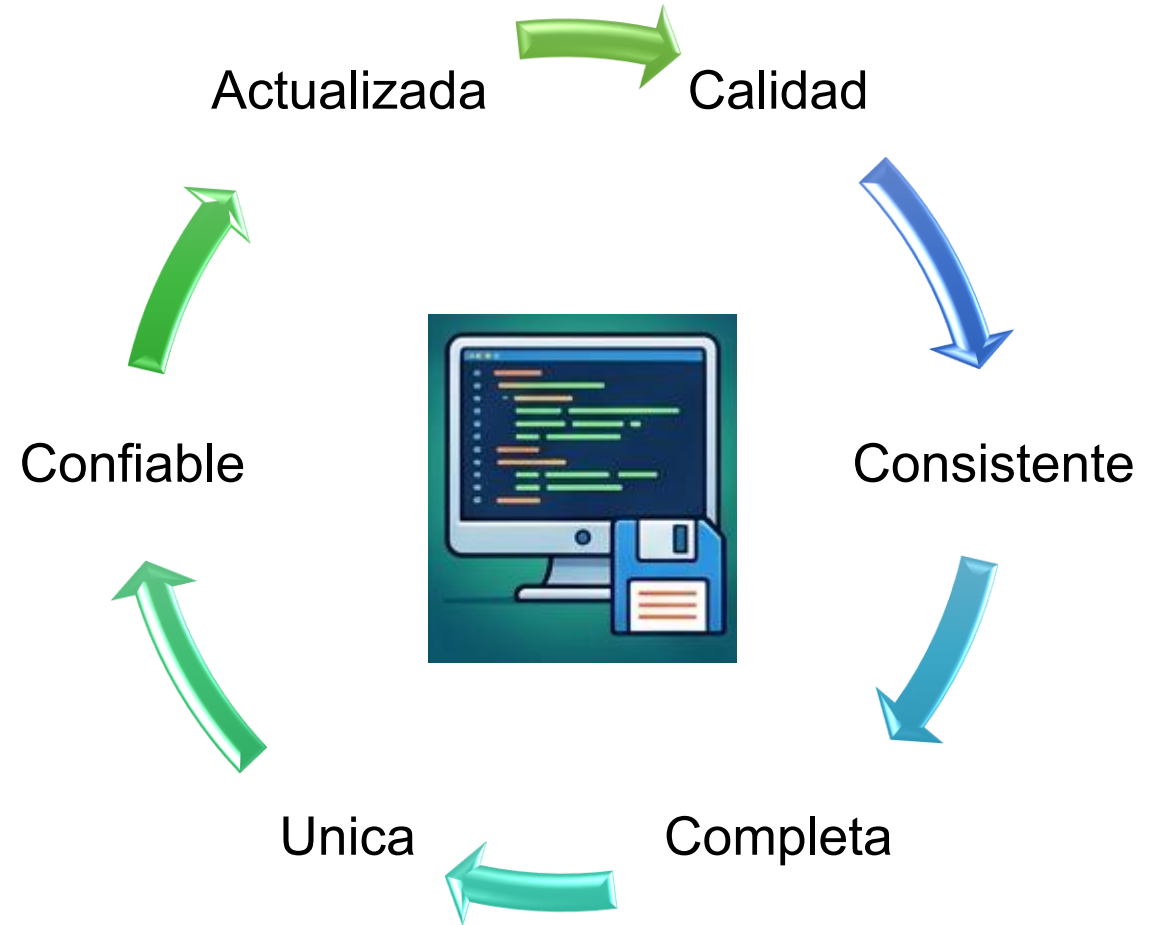 Actualizada
Calidad
Consistente
Completa
Unica
Confiable